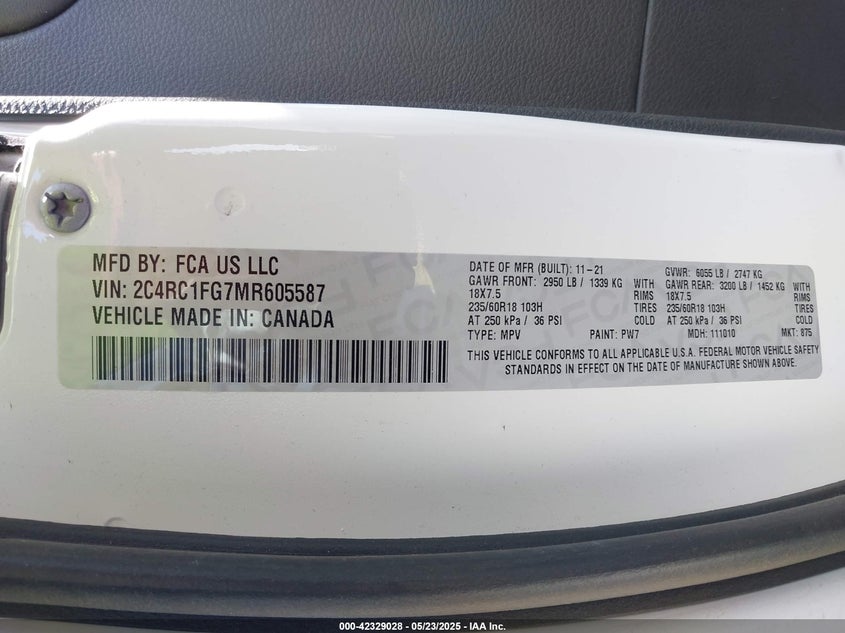 MFD BY: FCA US LLC
VIN: 2C4RC1FG7MR605587
VEHICLE MADE IN: CANADA
DATE OF MFR (BUILT): 11-21 GVWR: 6055 LB / 2747 KG
GAWR FRONT: 2950 LB / 1339 KG WITH GAWR REAR: 3200 LB / 1452 KG WITH
18X7.5 RIMS 18X7.5 RIMS
235/60R18 103H TIRES 235/60R18 103H TIRES
AT 250 kPa / 36 PSI COLD AT 250 kPa / 36 PSI COLD
TYPE: MPV PAINT: PW7 MDH: 111010 MKT: 875
THIS VEHICLE CONFORMS TO ALL APPLICABLE U.S.A. FEDERAL MOTOR VEHICLE SAFETY
STANDARDS IN EFFECT ON THE DATE OF MANUFACTURE SHOWN ABOVE.
000-42329028 - 05/23/2025 - IAA Inc.